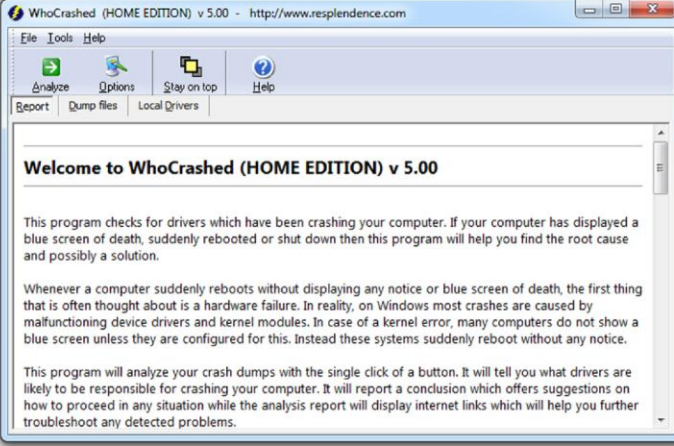 WhoCrashed (HOME EDITION) v 5.00 - http://www.resplendence.com
File Tools Help
Analyze Options Stay on top Help
Report Dump files Local Drivers
Welcome to WhoCrashed (HOME EDITION) v 5.00
This program checks for drivers which have been crashing your computer. If your computer has displayed a
blue screen of death, suddenly rebooted or shut down then this program will help you find the root cause
and possibly a solution.
Whenever a computer suddenly reboots without displaying any notice or blue screen of death, the first thing
that is often thought about is a hardware failure. In reality, on Windows most crashes are caused by
malfunctioning device drivers and kernel modules. In case of a kernel error, many computers do not show a
blue screen unless they are configured for this. Instead these systems suddenly reboot without any notice.
This program will analyze your crash dumps with the single click of a button. It will tell you what drivers are
likely to be responsible for crashing your computer. It will report a conclusion which offers suggestions on
how to proceed in any situation while the analysis report will display internet links which will help you further
troubleshoot any detected problems.